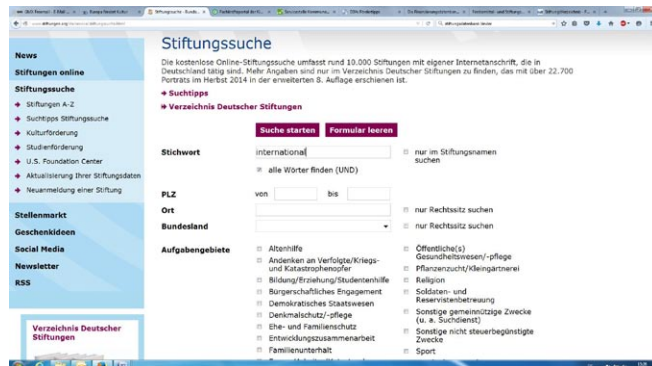 Stiftungssuche
Die kostenlose Online-Stiftungssuche umfasst rund 10.000 Stiftungen mit eigener Internetanschrift, die in
Deutschland tätig sind. Mehr Angaben sind nur im Verzeichnis Deutscher Stiftungen zu finden, das mit über 22.700
Porträts im Herbst 2014 in der erweiterten 8. Auflage erschienen ist.
Suchtipps
Verzeichnis Deutscher Stiftungen
News
Stiftungen online
Stiftungssuche
Stiftungen A-Z
Suchtipps Stiftungssuche
Kulturförderung
Studienförderung
U.S. Foundation Center
Aktualisierung Ihrer Stiftungsdaten
Neuanmeldung einer Stiftung
Stellenmarkt
Geschenkideen
Social Media
Newsletter
RSS
Verzeichnis Deutscher
Stiftungen
Suche starten Formular leeren
Stichwort international nur im Stiftungsnamen
suchen
alle Wörter finden (UND)
PLZ von bis
Ort nur Rechtssitz suchen
Bundesland nur Rechtssitz suchen
Aufgabengebiete
Altenhilfe
Andenken an Verfolgte/Kriegs-
und Katastrophenopfer
Bildung/Erziehung/Studentenhilfe
Bürgerschaftliches Engagement
Demokratisches Staatswesen
Denkmalschutz/-pflege
Ehe- und Familienschutz
Entwicklungszusammenarbeit
Familienunterhalt
Öffentliche(s)
Gesundheitswesen/-pflege
Pflanzenzucht/Kleingärtnerei
Religion
Soldaten- und
Reservistenbetreuung
Sonstige gemeinnützige Zwecke
(u. a. Suchdienst)
Sonstige nicht steuerbegünstigte
Zwecke
Sport